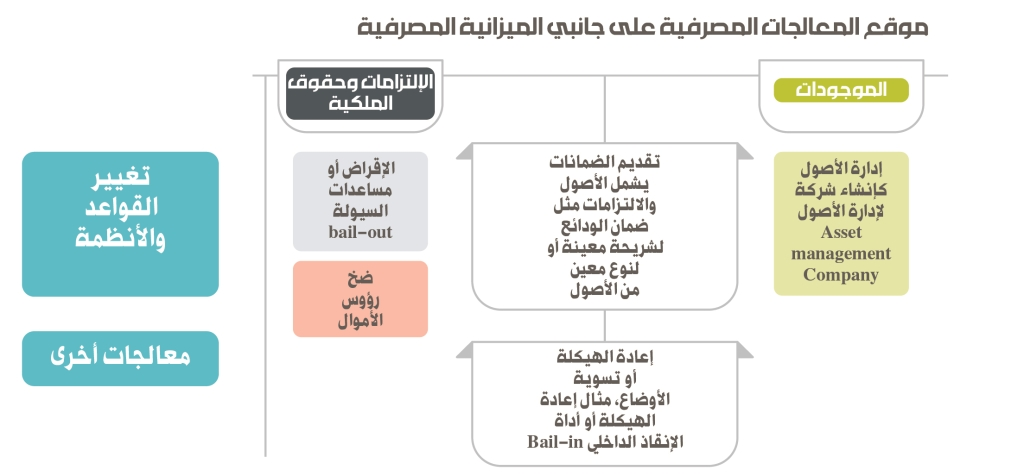 موقع المعالجات المصرفية على جانبي الميزانية المصرفية
الموجودات
إدارة الأصول
كإنشاء شركة
لإدارة الأصول
Asset
management
Company
تقديم الضمانات
يشمل الأصول
والالتزامات مثل
ضمان الودائع
لشريحة معينة أو
لنوع معين
من الأصول
إعادة الهيكلة
أو تسوية
الأوضاع، مثال إعادة
الهيكلة أو أداة
الإنقاذ الداخلي Bail-in
الإلتزامات وحقوق
الملكية
الإقراض أو
مساعدات
السيولة
bail-out
ضخ
رؤوس
الأموال
تغيير
القواعد
والأنظمة
معالجات أخرى